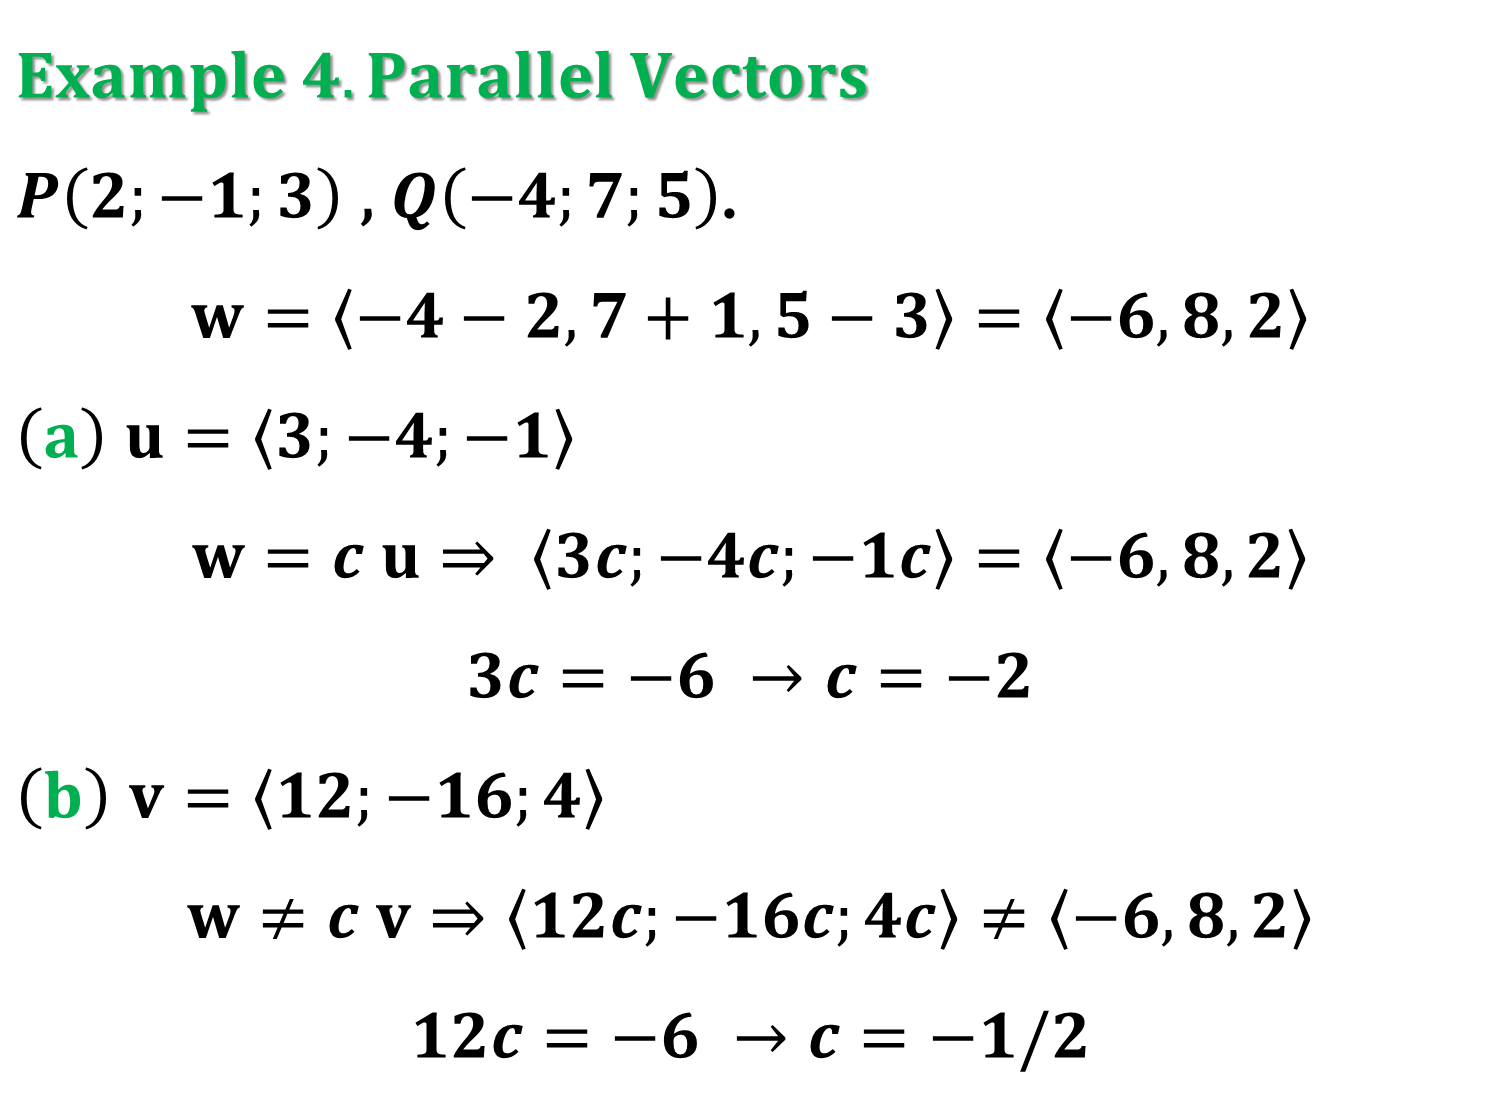 Example 4. Parallel Vectors
P(2; −1; 3) , Q(−4; 7; 5).
w = ⟨−4 − 2, 7 + 1, 5 − 3⟩ = ⟨−6, 8, 2⟩
(a) u = ⟨3; −4; −1⟩
w = c u ⇒ ⟨3c; −4c; −1c⟩ = ⟨−6, 8, 2⟩
3c = −6 → c = −2
(b) v = ⟨12; −16; 4⟩
w ≠ c v ⇒ ⟨12c; −16c; 4c⟩ ≠ ⟨−6, 8, 2⟩
12c = −6 → c = −1/2